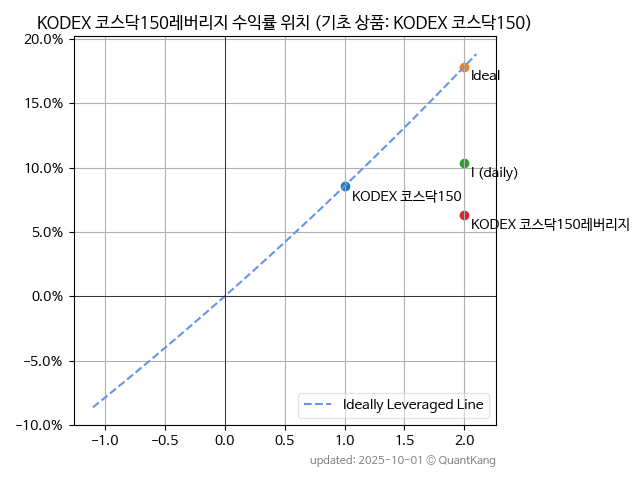 KODEX 코스닥150레버리지 수익률 위치 (기초 상품: KODEX 코스닥150)
20.0%
15.0%
10.0%
5.0%
0.0%
−5.0%
−10.0%
Ideal
I (daily)
KODEX 코스닥150
KODEX 코스닥150레버리지
Ideally Leveraged Line
−1.0 −0.5 0.0 0.5 1.0 1.5 2.0
updated: 2025-10-01 © QuantKang